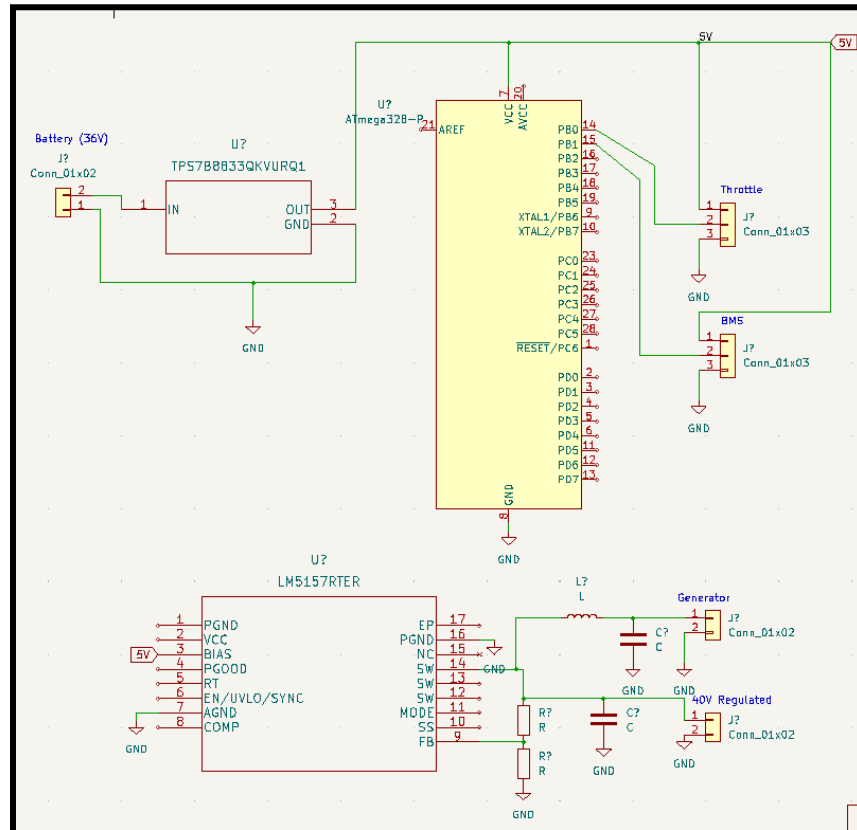 5V
5V
U?
ATmega328-P
7
20
VCC
AVCC
21
AREF
PB0
14
PB1
15
PB2
16
PB3
17
PB4
18
PB5
19
XTAL1/PB6
9
XTAL2/PB7
10
PC0
23
PC1
24
PC2
25
PC3
26
PC4
27
PC5
28
RESET/PC6
1
PD0
2
PD1
3
PD2
4
PD3
5
PD4
6
PD5
11
PD6
12
PD7
13
GND
8
GND
Battery (36V)
J?
Conn_01x02
2
1
U?
TPS7B8833QKVURQ1
1
IN
OUT
3
GND
2
GND
Throttle
1
2
3
J?
Conn_01x03
GND
BMS
1
2
3
J?
Conn_01x03
GND
U?
LM5157RTER
1
PGND
2
VCC
5V
3
BIAS
4
PGOOD
5
RT
6
EN/UVLO/SYNC
7
AGND
8
COMP
GND
EP
17
PGND
16
NC
15
SW
14
SW
13
SW
12
MODE
11
SS
10
FB
9
GND
L?
L
C?
C
GND
Generator
1
2
J?
Conn_01x02
GND
R?
R
R?
R
GND
C?
C
GND
40V Regulated
1
2
J?
Conn_01x02
GND